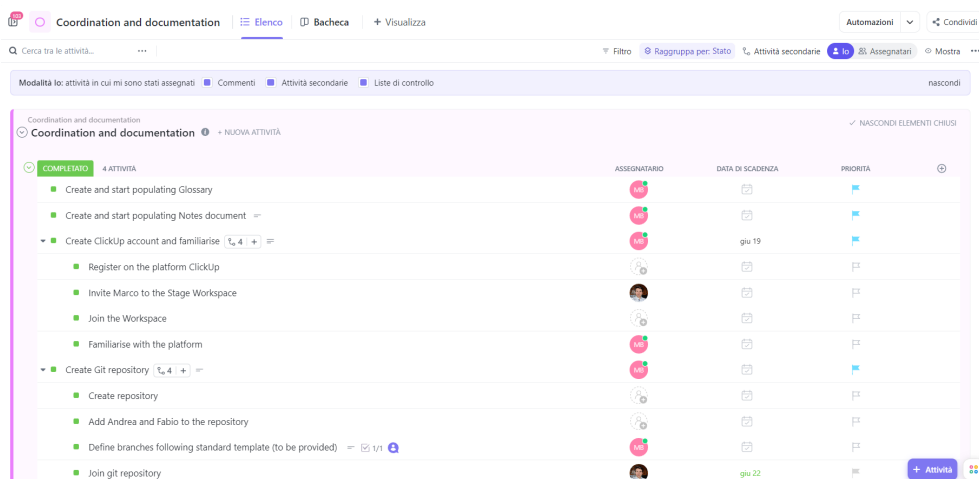 Coordination and documentation Elenco Bacheca + Visualizza Automazioni Condividi
Cerca tra le attività... Filtro Raggruppa per: Stato Attività secondarie Io Assegnatari Mostra
Modalità Io: attività in cui mi sono stati assegnati Commenti Attività secondarie Liste di controllo nascondi
Coordination and documentation
Coordination and documentation + NUOVA ATTIVITÀ NASCONDI ELEMENTI CHIUSI
COMPLETATO 4 ATTIVITÀ ASSEGNATARIO DATA DI SCADENZA PRIORITÀ
Create and start populating Glossary MB
Create and start populating Notes document MB
Create ClickUp account and familiarise 4 + MB giu 19
Register on the platform ClickUp
Invite Marco to the Stage Workspace
Join the Workspace
Familiarise with the platform MB
Create Git repository 4 + MB
Create repository
Add Andrea and Fabio to the repository
Define branches following standard template (to be provided) 1/1 MB
Join git repository giu 22
+ Attività